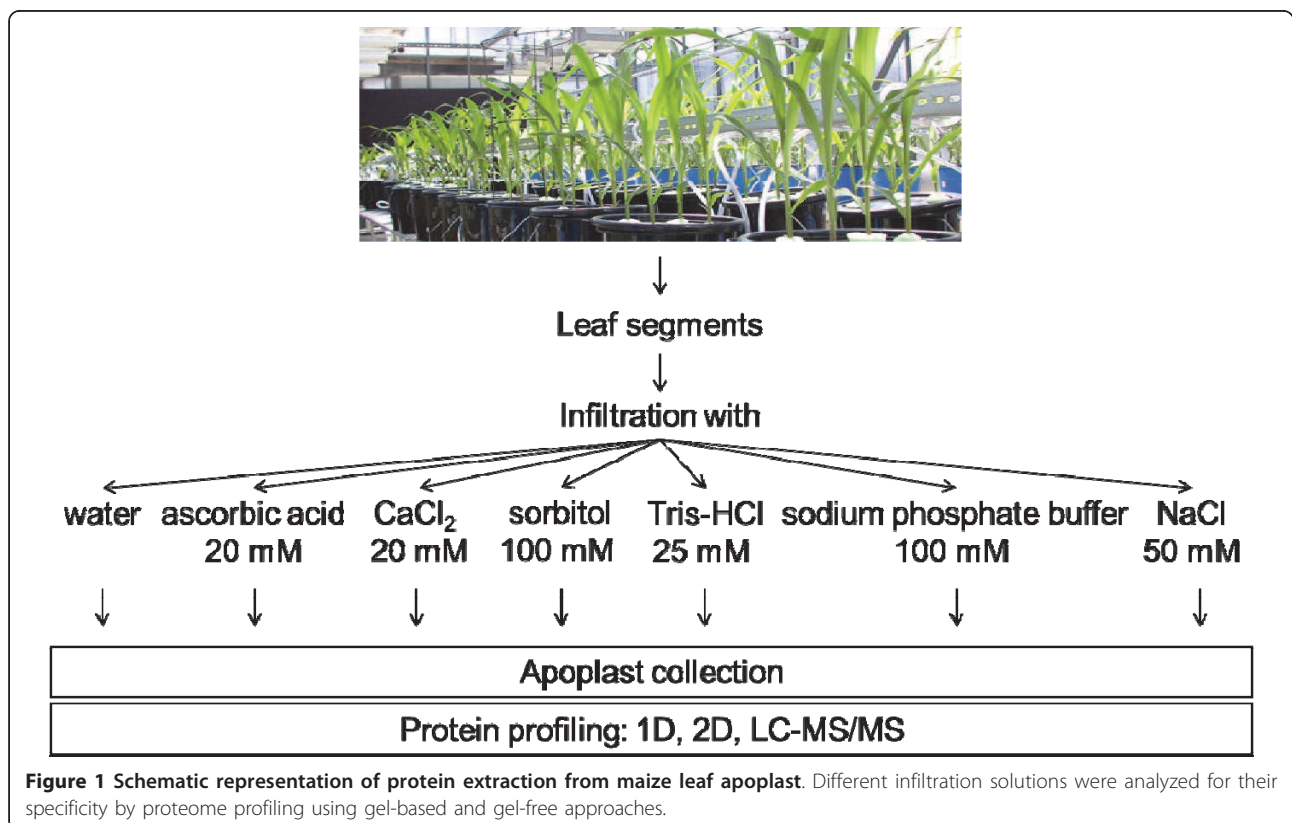 Leaf segments
Infiltration with
water ascorbic acid CaCl₂ sorbitol Tris-HCl sodium phosphate buffer NaCl
20 mM 20 mM 100 mM 25 mM 100 mM 50 mM
Apoplast collection
Protein profiling: 1D, 2D, LC-MS/MS
Figure 1 Schematic representation of protein extraction from maize leaf apoplast. Different infiltration solutions were analyzed for their
specificity by proteome profiling using gel-based and gel-free approaches.